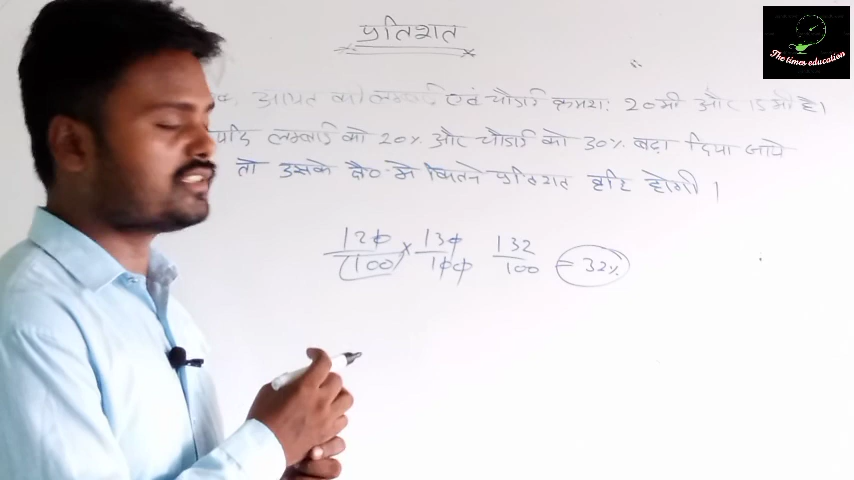 प्रतिशत
The times education
आयत की लम्बाई एवं चौड़ाई क्रमश: 20मी और 15 मी है।
यदि लम्बाई को 20% और चौडाई को 30% बढ़ा दिया जाये
तो उसके क्षे० मे कितने प्रतिशत वृद्धि होगी।
120/100 × 130/100 132/100 = 32%